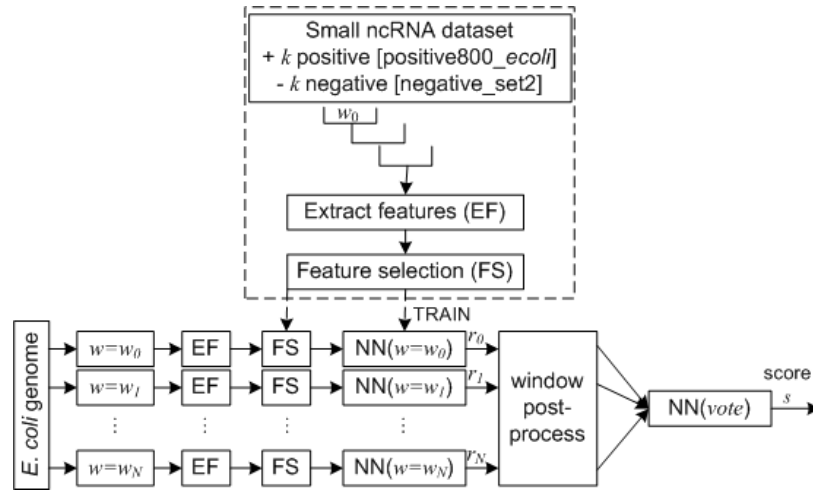 Small ncRNA dataset
+ k positive [positive800_ecoli]
- k negative [negative_set2]
w0
Extract features (EF)
Feature selection (FS)
TRAIN
E. coli genome
w=w0
EF
FS
NN(w=w0)
r0
w=w1
EF
FS
NN(w=w1)
r1
⋮ ⋮ ⋮ ⋮
w=wN
EF
FS
NN(w=wN)
rN
window
post-
process
NN(vote)
score
s